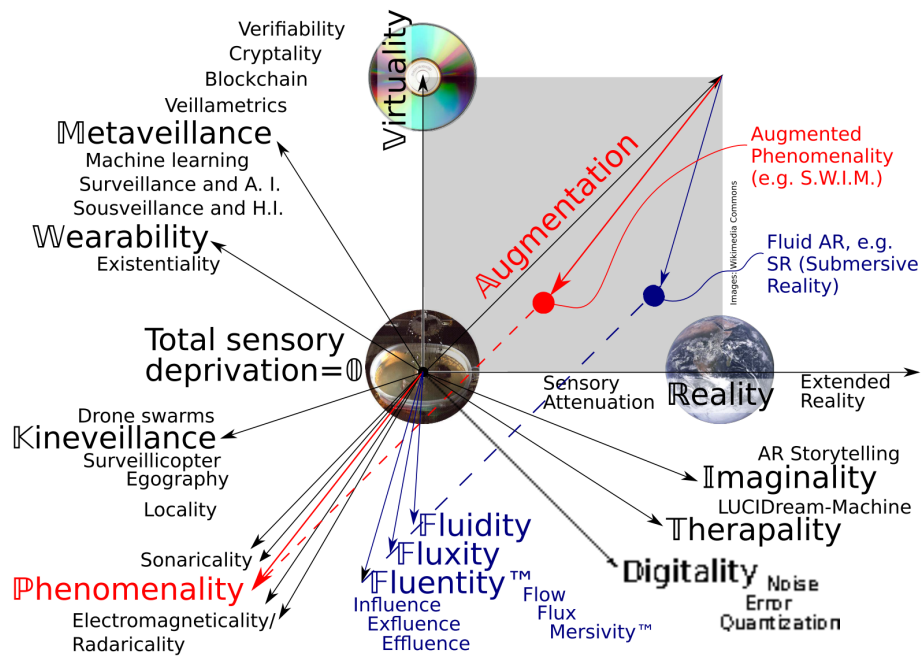 Verifiability
Cryptality
Blockchain
Veillametrics
𝕄etaveillance
Machine learning
Surveillance and A. I.
Sousveillance and H.I.
𝕎earability
Existentiality
𝕍irtuality
𝔸ugmentation
Augmented
Phenomenality
(e.g. S.W.I.M.)
Images: Wikimedia Commons
Fluid AR, e.g.
SR (Submersive
Reality)
Total sensory
deprivation=𝟘
Sensory
Attenuation
ℝeality
Extended
Reality
Drone swarms
𝕂ineveillance
Surveillicopter
Egography
Locality
Sonaricality
ℙhenomenality
Electromagneticality/
Radaricality
𝔽luidity
𝔽luxity
𝔽luentity™
Influence
Exfluence
Effluence
Flow
Flux
Mersivity™
AR Storytelling
𝕀maginality
LUCIDream-Machine
𝕋herapality
𝔻igitality
Noise
Error
Quantization